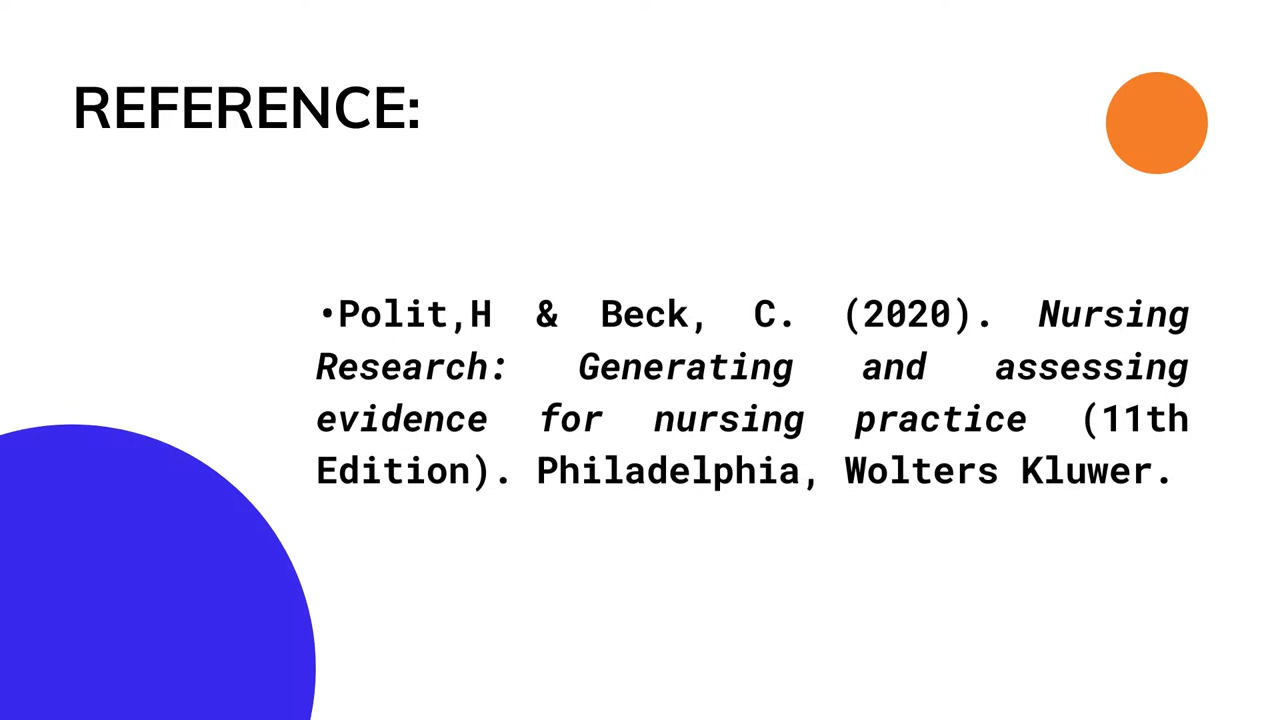 REFERENCE:
•Polit,H & Beck, C. (2020). Nursing
Research: Generating and assessing
evidence for nursing practice (11th
Edition). Philadelphia, Wolters Kluwer.